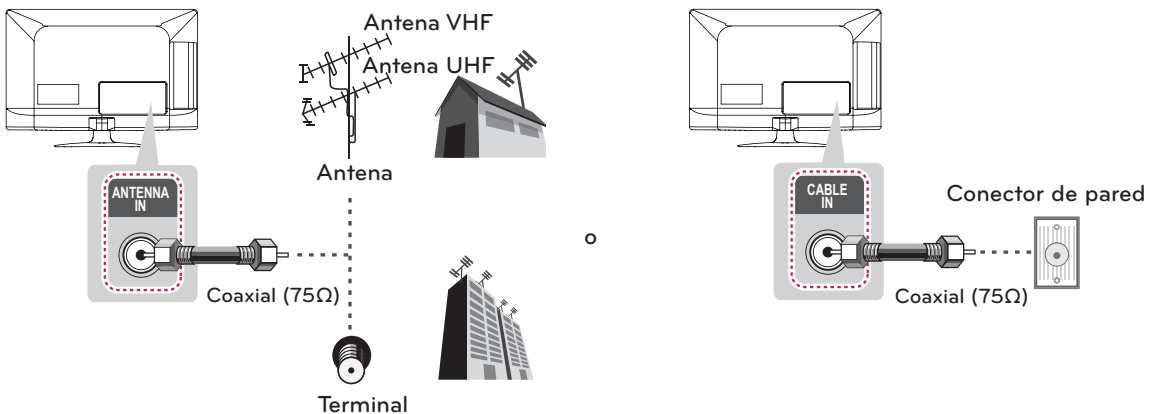 Antena VHF
Antena UHF
Antena
ANTENNA
IN
Coaxial (75Ω)
Terminal
o
CABLE
IN
Conector de pared
Coaxial (75Ω)